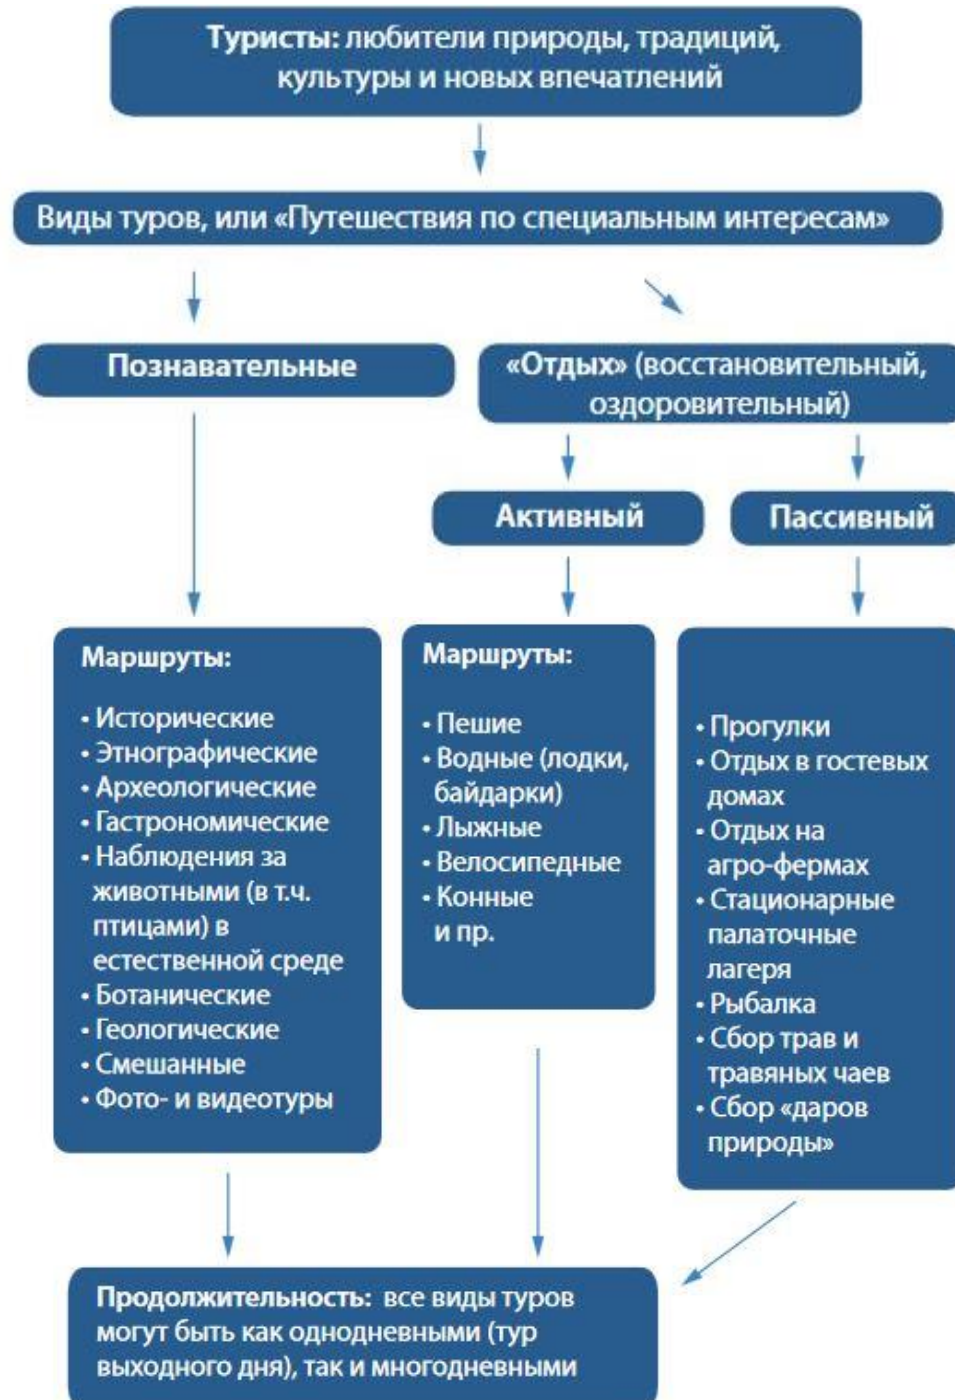 Туристы: любители природы, традиций,
культуры и новых впечатлений
Виды туров, или «Путешествия по специальным интересам»
Познавательные
«Отдых» (восстановительный,
оздоровительный)
Активный
Пассивный
Маршруты:
• Исторические
• Этнографические
• Археологические
• Гастрономические
• Наблюдения за
животными (в т.ч.
птицами) в
естественной среде
• Ботанические
• Геологические
• Смешанные
• Фото- и видеотуры
Маршруты:
• Пешие
• Водные (лодки,
байдарки)
• Лыжные
• Велосипедные
• Конные
и пр.
• Прогулки
• Отдых в гостевых
домах
• Отдых на
агро-фермах
• Стационарные
палаточные
лагеря
• Рыбалка
• Сбор трав и
травяных чаев
• Сбор «даров
природы»
Продолжительность: все виды туров
могут быть как однодневными (тур
выходного дня), так и многодневными